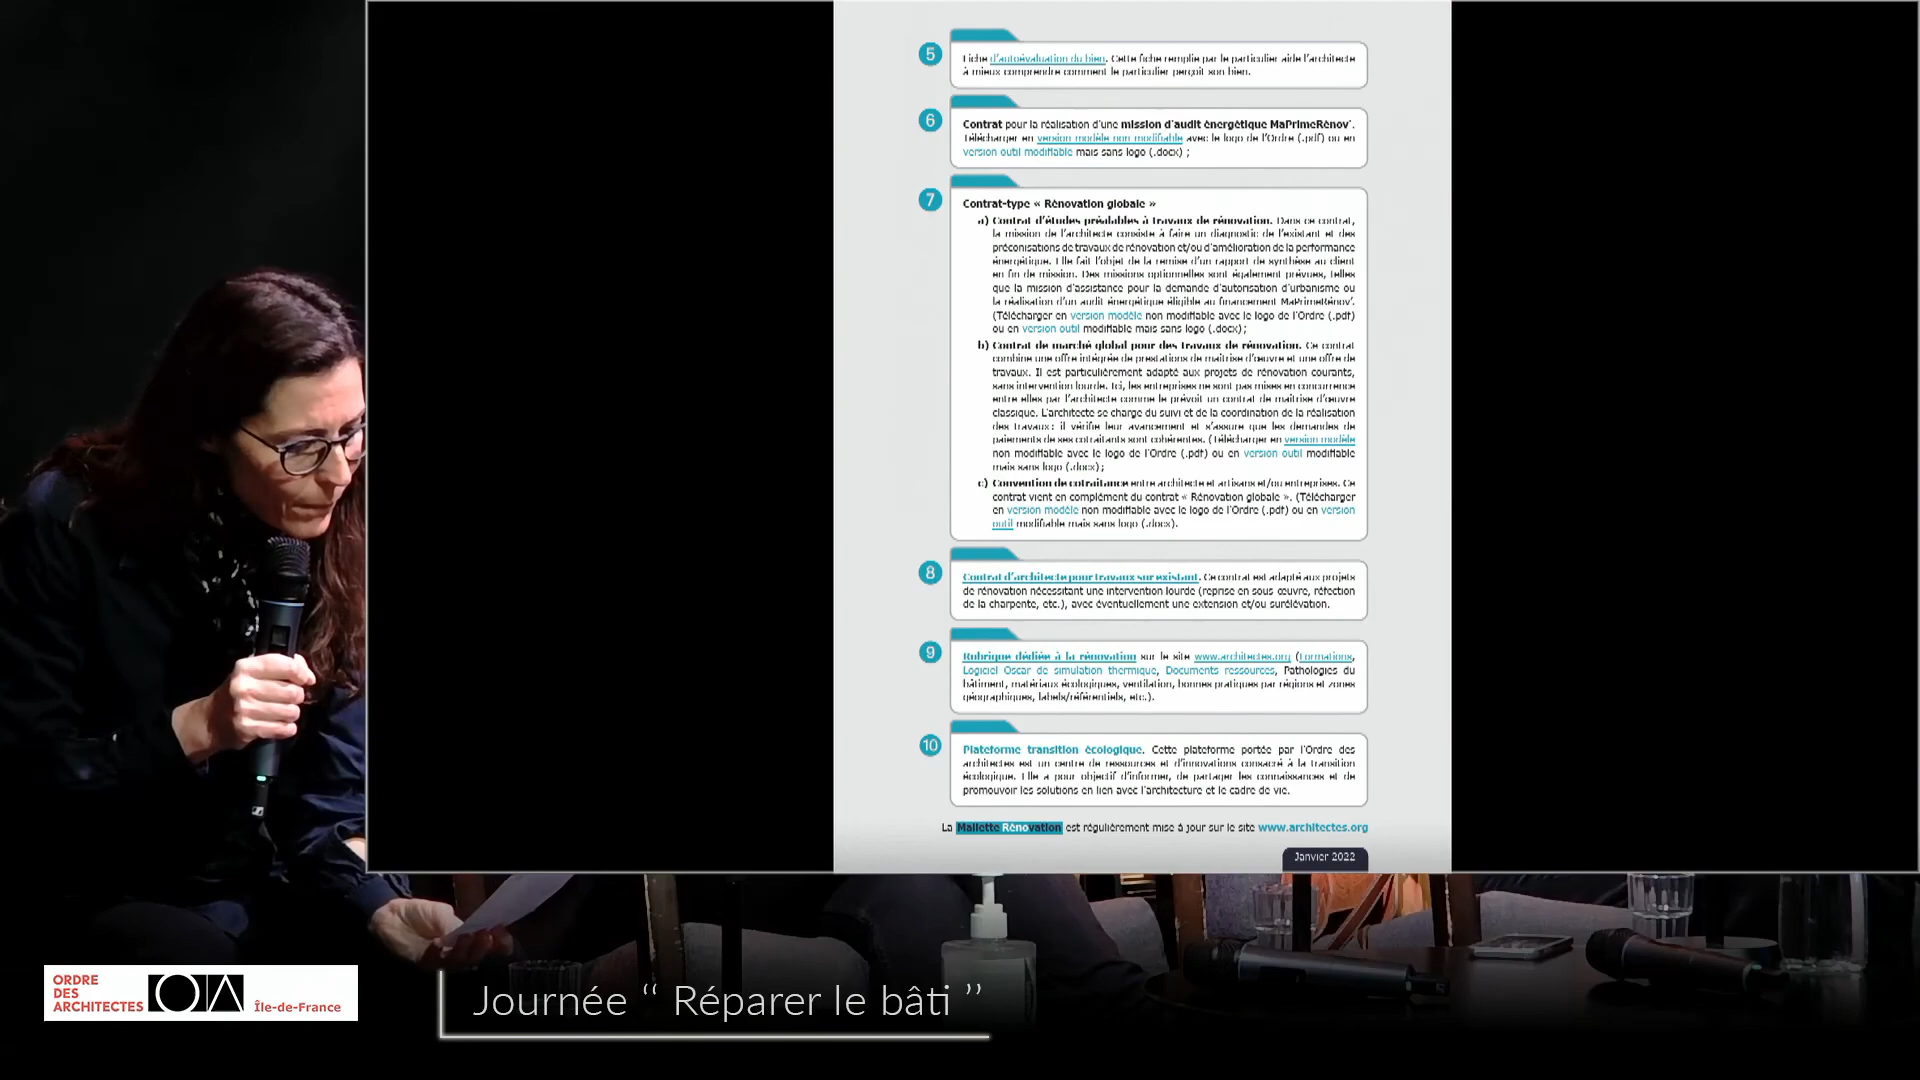 5
Fiche d'autoévaluation du bien. Cette fiche remplie par le particulier aide l'architecte
à mieux comprendre comment le particulier perçoit son bien.
6
Contrat pour la réalisation d'une mission d'audit énergétique MaPrimeRénov'.
Télécharger en version modèle non modifiable avec le logo de l'Ordre (.pdf) ou en
version outil modifiable mais sans logo (.docx) ;
7
Contrat-type « Rénovation globale »
a) Contrat d'études préalables à travaux de rénovation. Dans ce contrat,
la mission de l'architecte consiste à faire un diagnostic de l'existant et des
préconisations de travaux de rénovation et/ou d'amélioration de la performance
énergétique. Elle fait l'objet de la remise d'un rapport de synthèse au client
en fin de mission. Des missions optionnelles sont également prévues, telles
que la mission d'assistance pour la demande d'autorisation d'urbanisme ou
la réalisation d'un audit énergétique éligible au financement MaPrimeRénov'.
(Télécharger en version modèle non modifiable avec le logo de l'Ordre (.pdf)
ou en version outil modifiable mais sans logo (.docx) ;
b) Contrat de marché global pour des travaux de rénovation. Ce contrat
combine une offre intégrée de prestations de maîtrise d'œuvre et une offre de
travaux. Il est particulièrement adapté aux projets de rénovation courants,
sans intervention lourde. Ici, les entreprises ne sont pas mises en concurrence
entre elles par l'architecte comme le prévoit un contrat de maîtrise d'œuvre
classique. L'architecte se charge du suivi et de la coordination de la réalisation
des travaux : il vérifie leur avancement et s'assure que les demandes de
paiements de ses cotraitants sont cohérentes. (Télécharger en version modèle
non modifiable avec le logo de l'Ordre (.pdf) ou en version outil modifiable
mais sans logo (.docx) ;
c) Convention de cotraitance entre architecte et artisans et/ou entreprises. Ce
contrat vient en complément du contrat « Rénovation globale ». (Télécharger
en version modèle non modifiable avec le logo de l'Ordre (.pdf) ou en version
outil modifiable mais sans logo (.docx).
8
Contrat d'architecte pour travaux sur existant. Ce contrat est adapté aux projets
de rénovation nécessitant une intervention lourde (reprise en sous œuvre, réfection
de la charpente, etc.), avec éventuellement une extension et/ou surélévation.
9
Rubrique dédiée à la rénovation sur le site www.architectes.org (Formations,
Logiciel Oscar de simulation thermique, Documents ressources, Pathologies du
bâtiment, matériaux écologiques, ventilation, bonnes pratiques par régions et zones
géographiques, labels/référentiels, etc.).
10
Plateforme transition écologique. Cette plateforme portée par l'Ordre des
architectes est un centre de ressources et d'innovations consacré à la transition
écologique. Elle a pour objectif d'informer, de partager les connaissances et de
promouvoir les solutions en lien avec l'architecture et le cadre de vie.
La Mallette Rénovation est régulièrement mise à jour sur le site www.architectes.org
Janvier 2022
ORDRE
DES
ARCHITECTES
Île-de-France
Journée “ Réparer le bâti ”